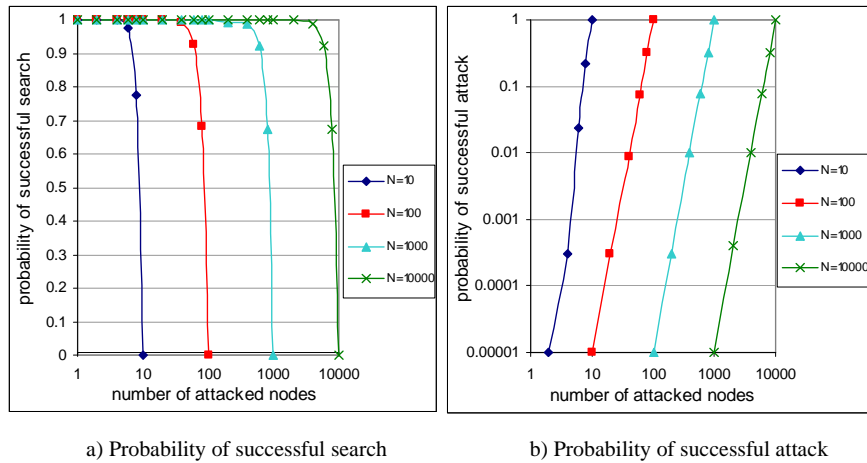 probability of successful search
1
0.9
0.8
0.7
0.6
0.5
0.4
0.3
0.2
0.1
0
1 10 100 1000 10000
number of attacked nodes
N=10
N=100
N=1000
N=10000
a) Probability of successful search
probability of successful attack
1
0.1
0.01
0.001
0.0001
0.00001
1 10 100 1000 10000
number of attacked nodes
N=10
N=100
N=1000
N=10000
b) Probability of successful attack